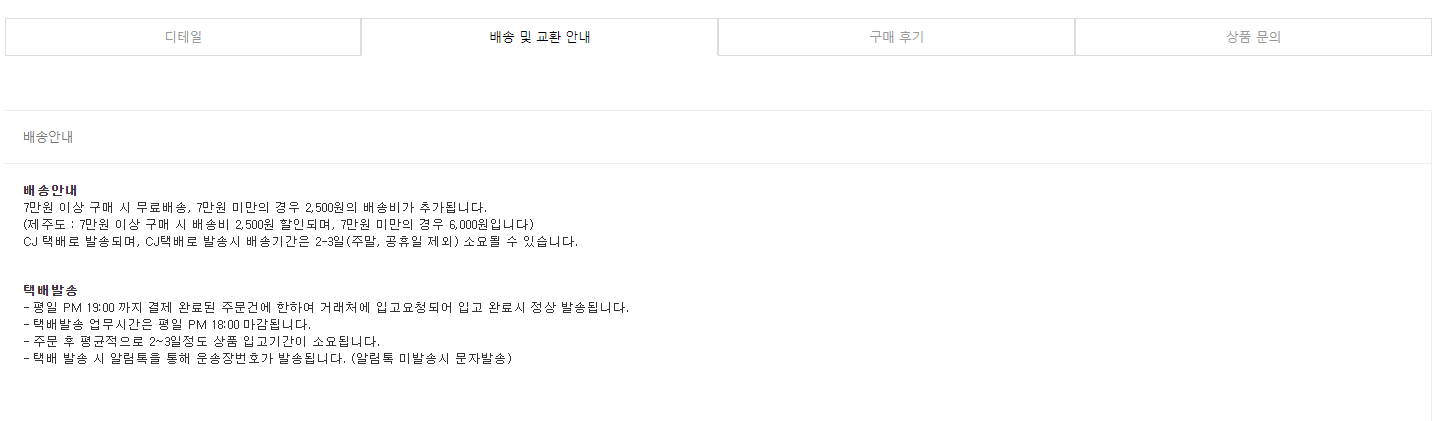 디테일
배송 및 교환 안내
구매 후기
상품 문의
배송안내
배송안내
7만원 이상 구매 시 무료배송, 7만원 미만의 경우 2,500원의 배송비가 추가됩니다.
(제주도 : 7만원 이상 구매 시 배송비 2,500원 할인되며, 7만원 미만의 경우 6,000원입니다)
CJ 택배로 발송되며, CJ택배로 발송시 배송기간은 2-3일(주말, 공휴일 제외) 소요될 수 있습니다.
택배발송
- 평일 PM 19:00 까지 결제 완료된 주문건에 한하여 거래처에 입고요청되어 입고 완료시 정상 발송됩니다.
- 택배발송 업무시간은 평일 PM 18:00 마감됩니다.
- 주문 후 평균적으로 2~3일정도 상품 입고기간이 소요됩니다.
- 택배 발송 시 알림톡을 통해 운송장번호가 발송됩니다. (알림톡 미발송시 문자발송)